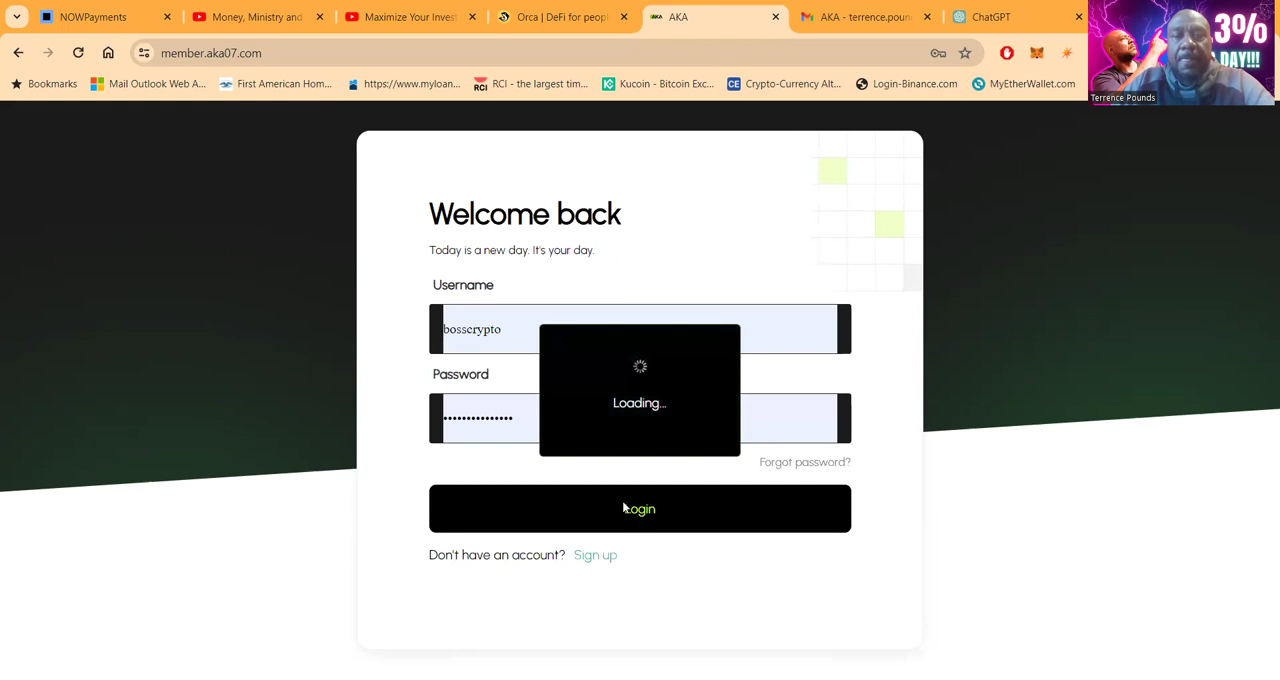 NOWPayments
Money, Ministry and
Maximize Your Invest
Orca | DeFi for peopl
AKA
AKA - terrence.poun
ChatGPT
member.aka07.com
Bookmarks
Mail Outlook Web A...
First American Hom...
https://www.myloan...
RCI - the largest tim...
Kucoin - Bitcoin Exc...
Crypto-Currency Alt...
Login-Binance.com
MyEtherWallet.com
3%
DAY!!!
Terrence Pounds
Welcome back
Today is a new day. It's your day.
Username
bosscrypto
Password
Loading...
Forgot password?
Login
Don't have an account? Sign up